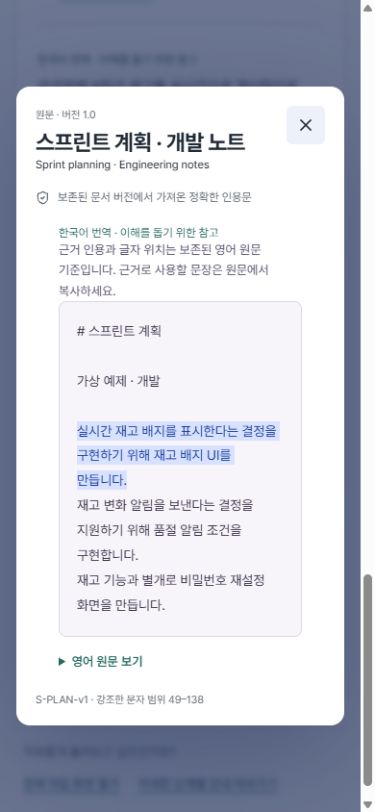 원문 · 버전 1.0
스프린트 계획 · 개발 노트
Sprint planning · Engineering notes
보존된 문서 버전에서 가져온 정확한 인용문
한국어 번역 · 이해를 돕기 위한 참고
근거 인용과 글자 위치는 보존된 영어 원문
기준입니다. 근거로 사용할 문장은 원문에서
복사하세요.
# 스프린트 계획
가상 예제 · 개발
실시간 재고 배지를 표시한다는 결정을
구현하기 위해 재고 배지 UI를
만듭니다.
재고 변화 알림을 보낸다는 결정을
지원하기 위해 품절 알림 조건을
구현합니다.
재고 기능과 별개로 비밀번호 재설정
화면을 만듭니다.
▶ 영어 원문 보기
S-PLAN-v1 · 강조한 문자 범위 49–138